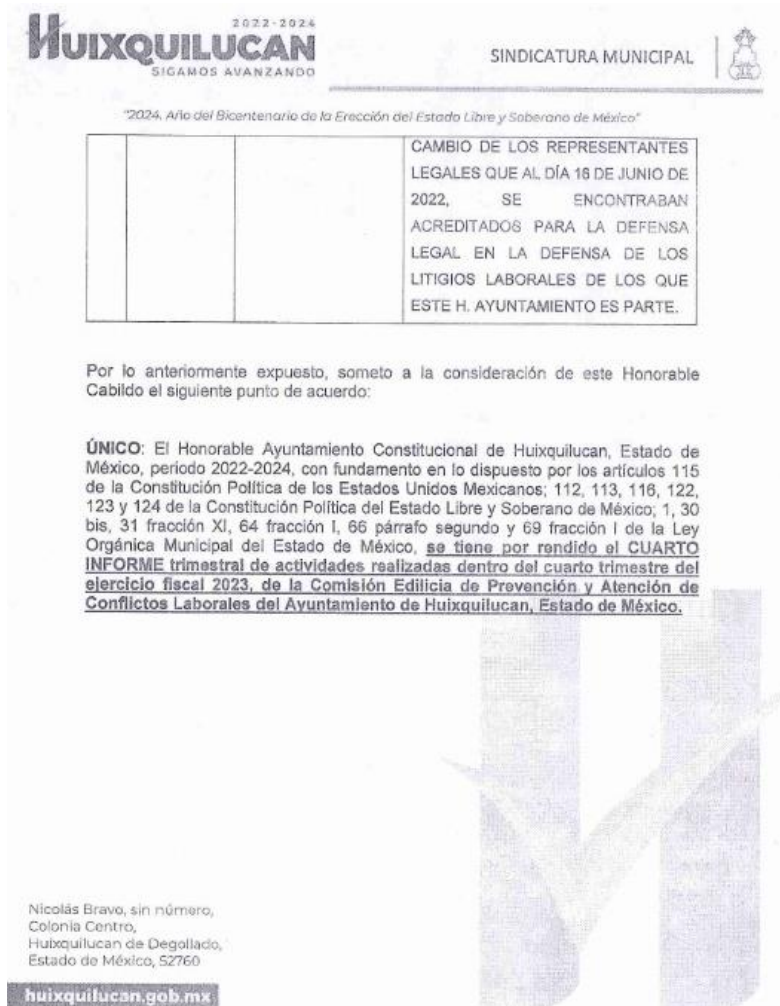 2022-2024
HUIXQUILUCAN
SIGAMOS AVANZANDO
SINDICATURA MUNICIPAL
"2024. Año del Bicentenario de la Erección del Estado Libre y Soberano de México"
CAMBIO DE LOS REPRESENTANTES
LEGALES QUE AL DÍA 16 DE JUNIO DE
2022, SE ENCONTRABAN
ACREDITADOS PARA LA DEFENSA
LEGAL EN LA DEFENSA DE LOS
LITIGIOS LABORALES DE LOS QUE
ESTE H. AYUNTAMIENTO ES PARTE.
Por lo anteriormente expuesto, someto a la consideración de este Honorable
Cabildo el siguiente punto de acuerdo:
ÚNICO: El Honorable Ayuntamiento Constitucional de Huixquilucan, Estado de
México, periodo 2022-2024, con fundamento en lo dispuesto por los artículos 115
de la Constitución Política de los Estados Unidos Mexicanos; 112, 113, 116, 122,
123 y 124 de la Constitución Política del Estado Libre y Soberano de México; 1, 30
bis, 31 fracción XI, 64 fracción I, 66 párrafo segundo y 69 fracción I de la Ley
Orgánica Municipal del Estado de México, se tiene por rendido el CUARTO
INFORME trimestral de actividades realizadas dentro del cuarto trimestre del
ejercicio fiscal 2023, de la Comisión Edilicia de Prevención y Atención de
Conflictos Laborales del Ayuntamiento de Huixquilucan, Estado de México.
Nicolás Bravo, sin número,
Colonia Centro,
Huixquilucan de Degollado,
Estado de México, 52760
huixquilucan.gob.mx